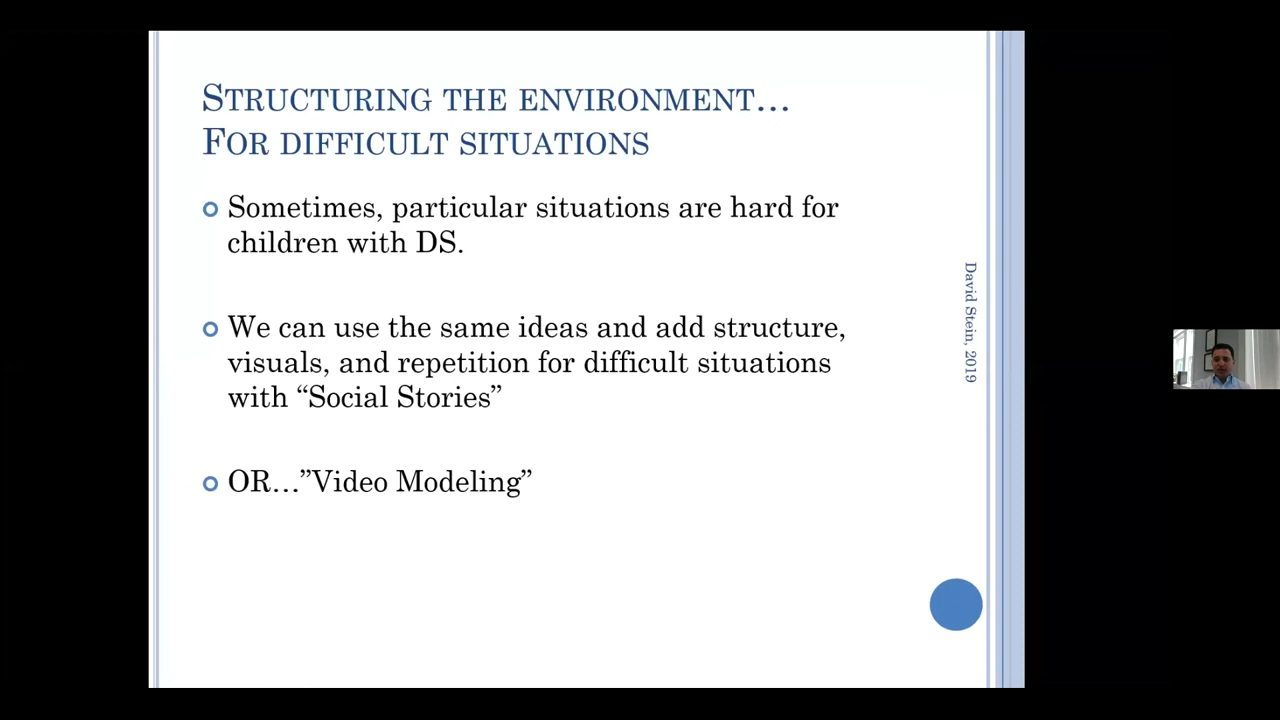 STRUCTURING THE ENVIRONMENT…
FOR DIFFICULT SITUATIONS
Sometimes, particular situations are hard for
children with DS.
We can use the same ideas and add structure,
visuals, and repetition for difficult situations
with “Social Stories”
OR…”Video Modeling”
David Stein, 2019